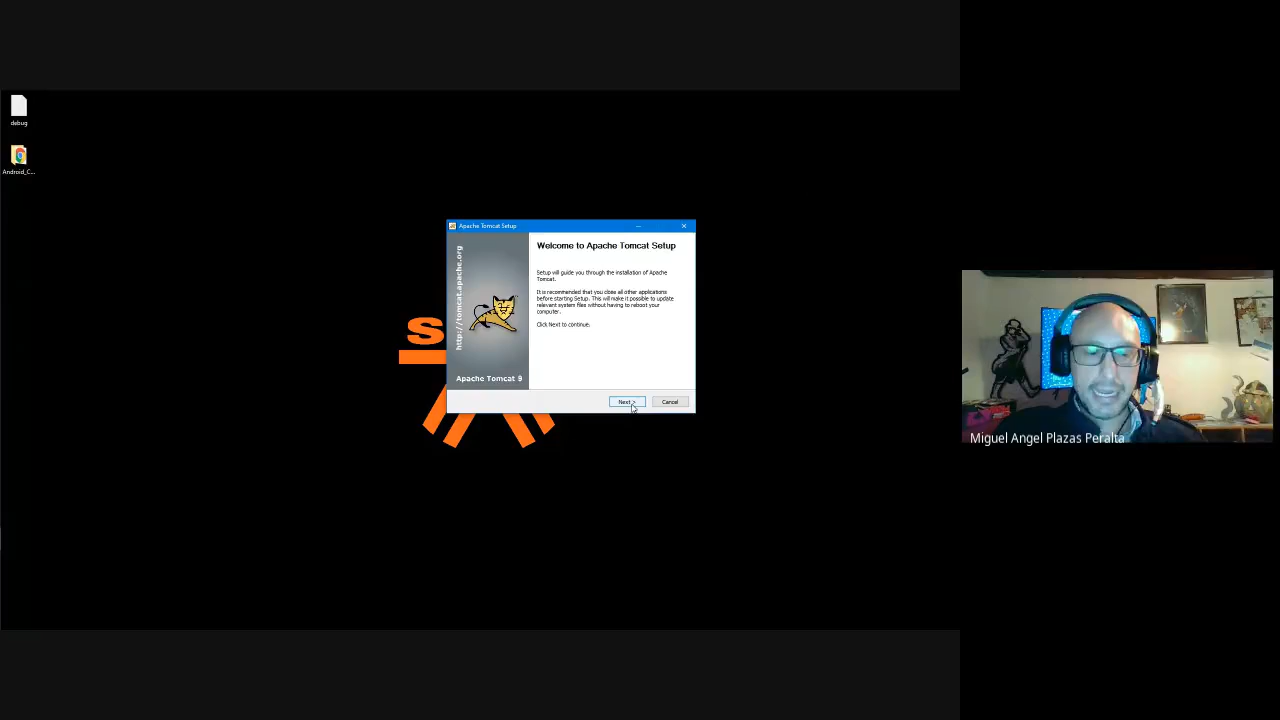 debug
Android_C...
s
Apache Tomcat Setup
http://tomcat.apache.org
Apache Tomcat 9
Welcome to Apache Tomcat Setup
Setup will guide you through the installation of Apache
Tomcat.
It is recommended that you close all other applications
before starting Setup. This will make it possible to update
relevant system files without having to reboot your
computer.
Click Next to continue.
Next >
Cancel
Miguel Angel Plazas Peralta